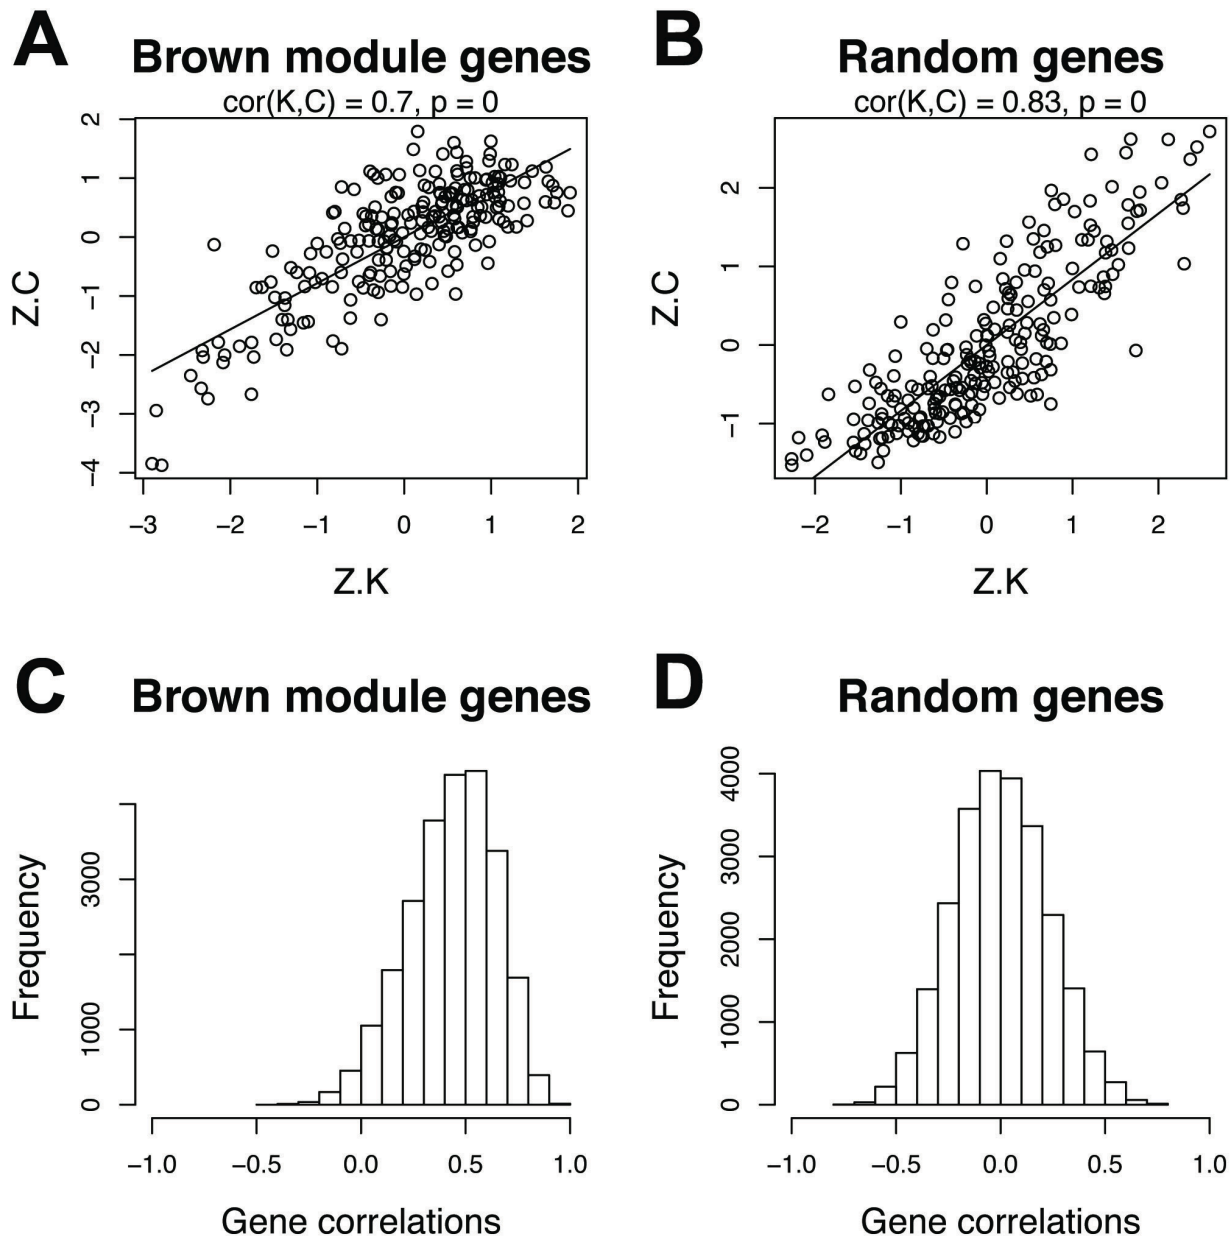 A
Brown module genes
cor(K,C) = 0.7, p = 0
2
1
0
−1
−2
−3
−4
Z.C
−3 −2 −1 0 1 2
Z.K
B
Random genes
cor(K,C) = 0.83, p = 0
2
1
0
−1
Z.C
−2 −1 0 1 2
Z.K
C
Brown module genes
3000
1000
0
Frequency
−1.0 −0.5 0.0 0.5 1.0
Gene correlations
D
Random genes
4000
3000
2000
1000
0
Frequency
−1.0 −0.5 0.0 0.5 1.0
Gene correlations